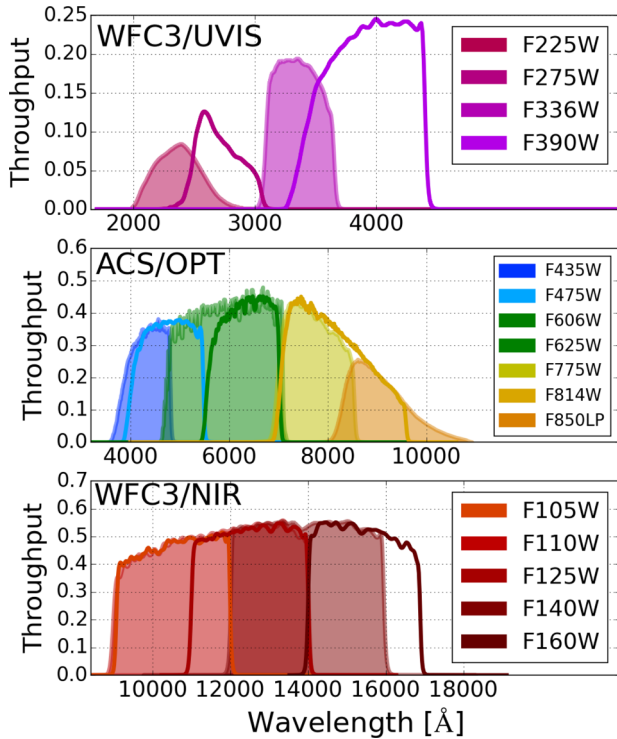 WFC3/UVIS
Throughput
0.25
0.20
0.15
0.10
0.05
0.00
2000 3000 4000
F225W
F275W
F336W
F390W
ACS/OPT
Throughput
0.6
0.5
0.4
0.3
0.2
0.1
0.0
4000 6000 8000 10000
F435W
F475W
F606W
F625W
F775W
F814W
F850LP
WFC3/NIR
Throughput
0.7
0.6
0.5
0.4
0.3
0.2
0.1
0.0
10000 12000 14000 16000 18000
F105W
F110W
F125W
F140W
F160W
Wavelength [Å]